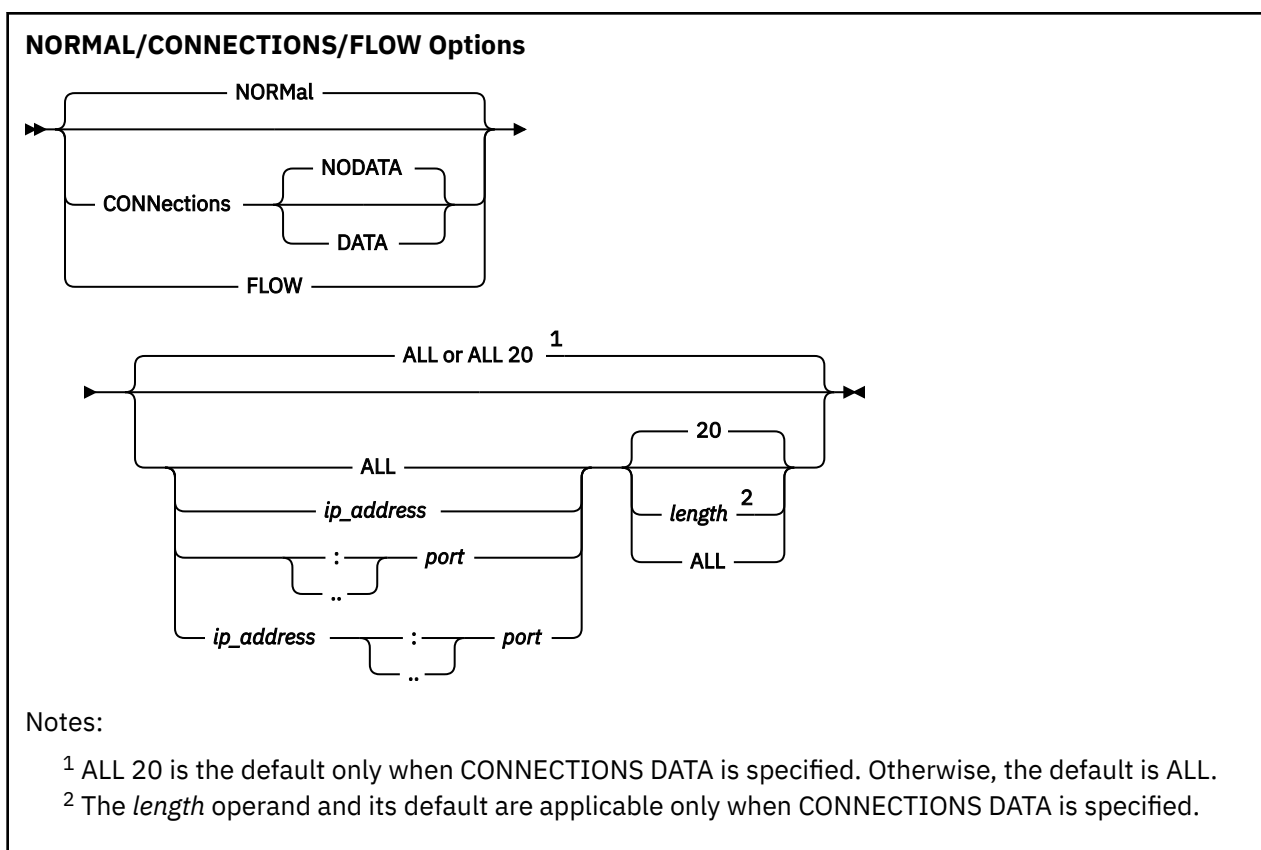 NORMAL/CONNECTIONS/FLOW Options
NORMal
NODATA
CONNections
DATA
FLOW
ALL or ALL 20 1
20
ALL
length 2
ip_address
ALL
: port
..
ip_address : port
..
Notes:
1 ALL 20 is the default only when CONNECTIONS DATA is specified. Otherwise, the default is ALL.
2 The length operand and its default are applicable only when CONNECTIONS DATA is specified.